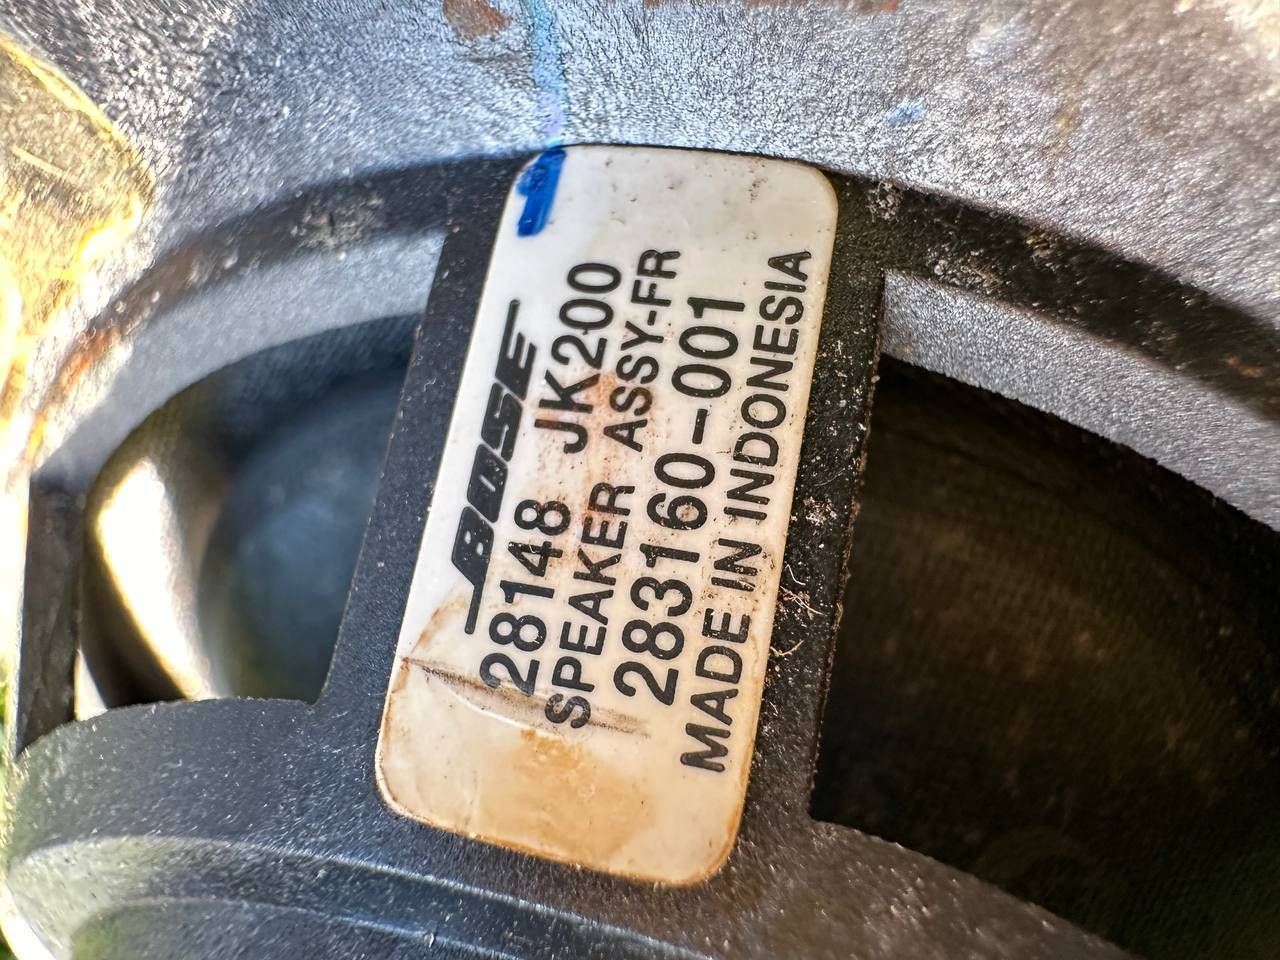 BOSE
28148 JK200
SPEAKER ASSY-FR
283160-001
MADE IN INDONESIA